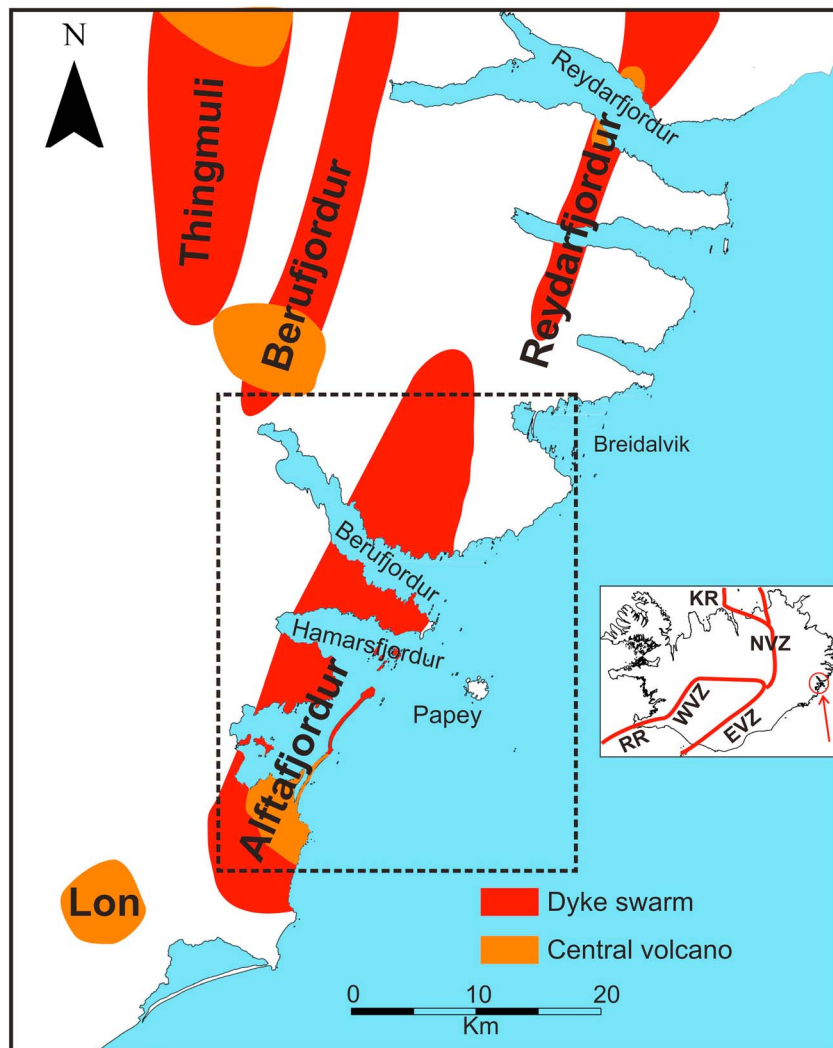 N
Thingmuli
Berufjordur
Reydarfjordur
Reydarfjordur
Breidalvik
Berufjordur
Hamarsfjordur
Papey
Alftafjordur
Lon
KR
NVZ
WVZ
EVZ
RR
Dyke swarm
Central volcano
0 10 20
Km